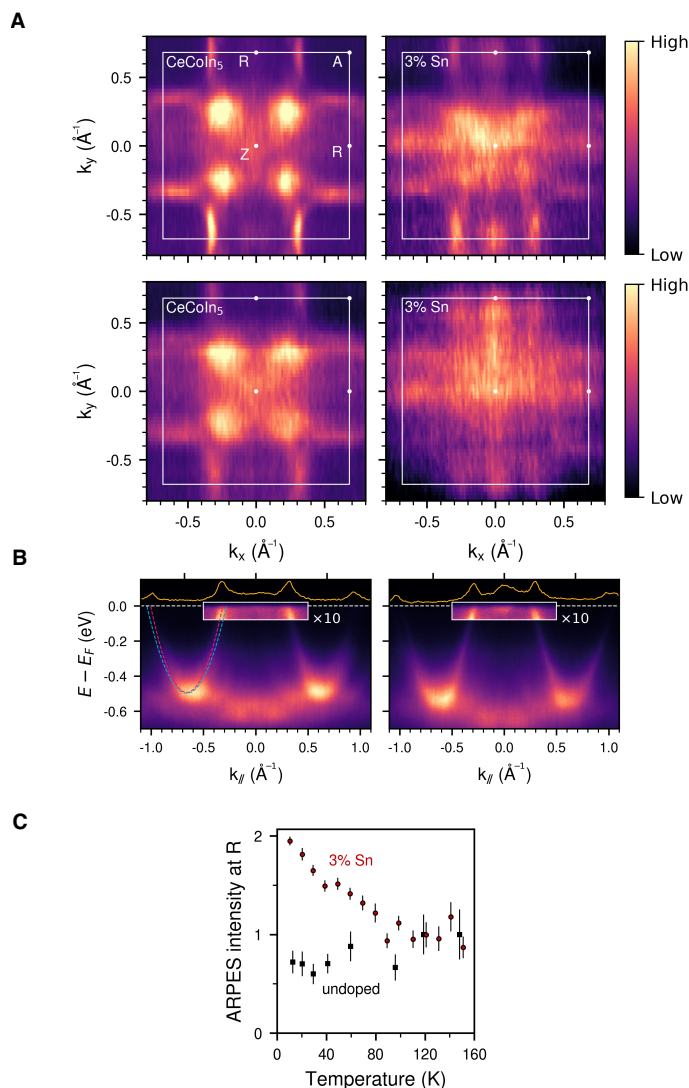 A
CeCoIn5 R A
Z R
3% Sn
High
Low
0.5
0.0
-0.5
ky (Å-1)
CeCoIn5
3% Sn
High
Low
0.5
0.0
-0.5
ky (Å-1)
-0.5 0.0 0.5
kx (Å-1)
-0.5 0.0 0.5
kx (Å-1)
B
0.0
-0.2
-0.4
-0.6
E − EF (eV)
×10
×10
-1.0 -0.5 0.0 0.5 1.0
k// (Å-1)
-1.0 -0.5 0.0 0.5 1.0
k// (Å-1)
C
2
1
0
ARPES intensity at R
3% Sn
undoped
0 40 80 120 160
Temperature (K)